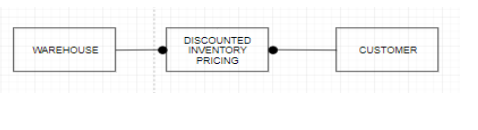 WAREHOUSE
DISCOUNTED
INVENTORY
PRICING
CUSTOMER